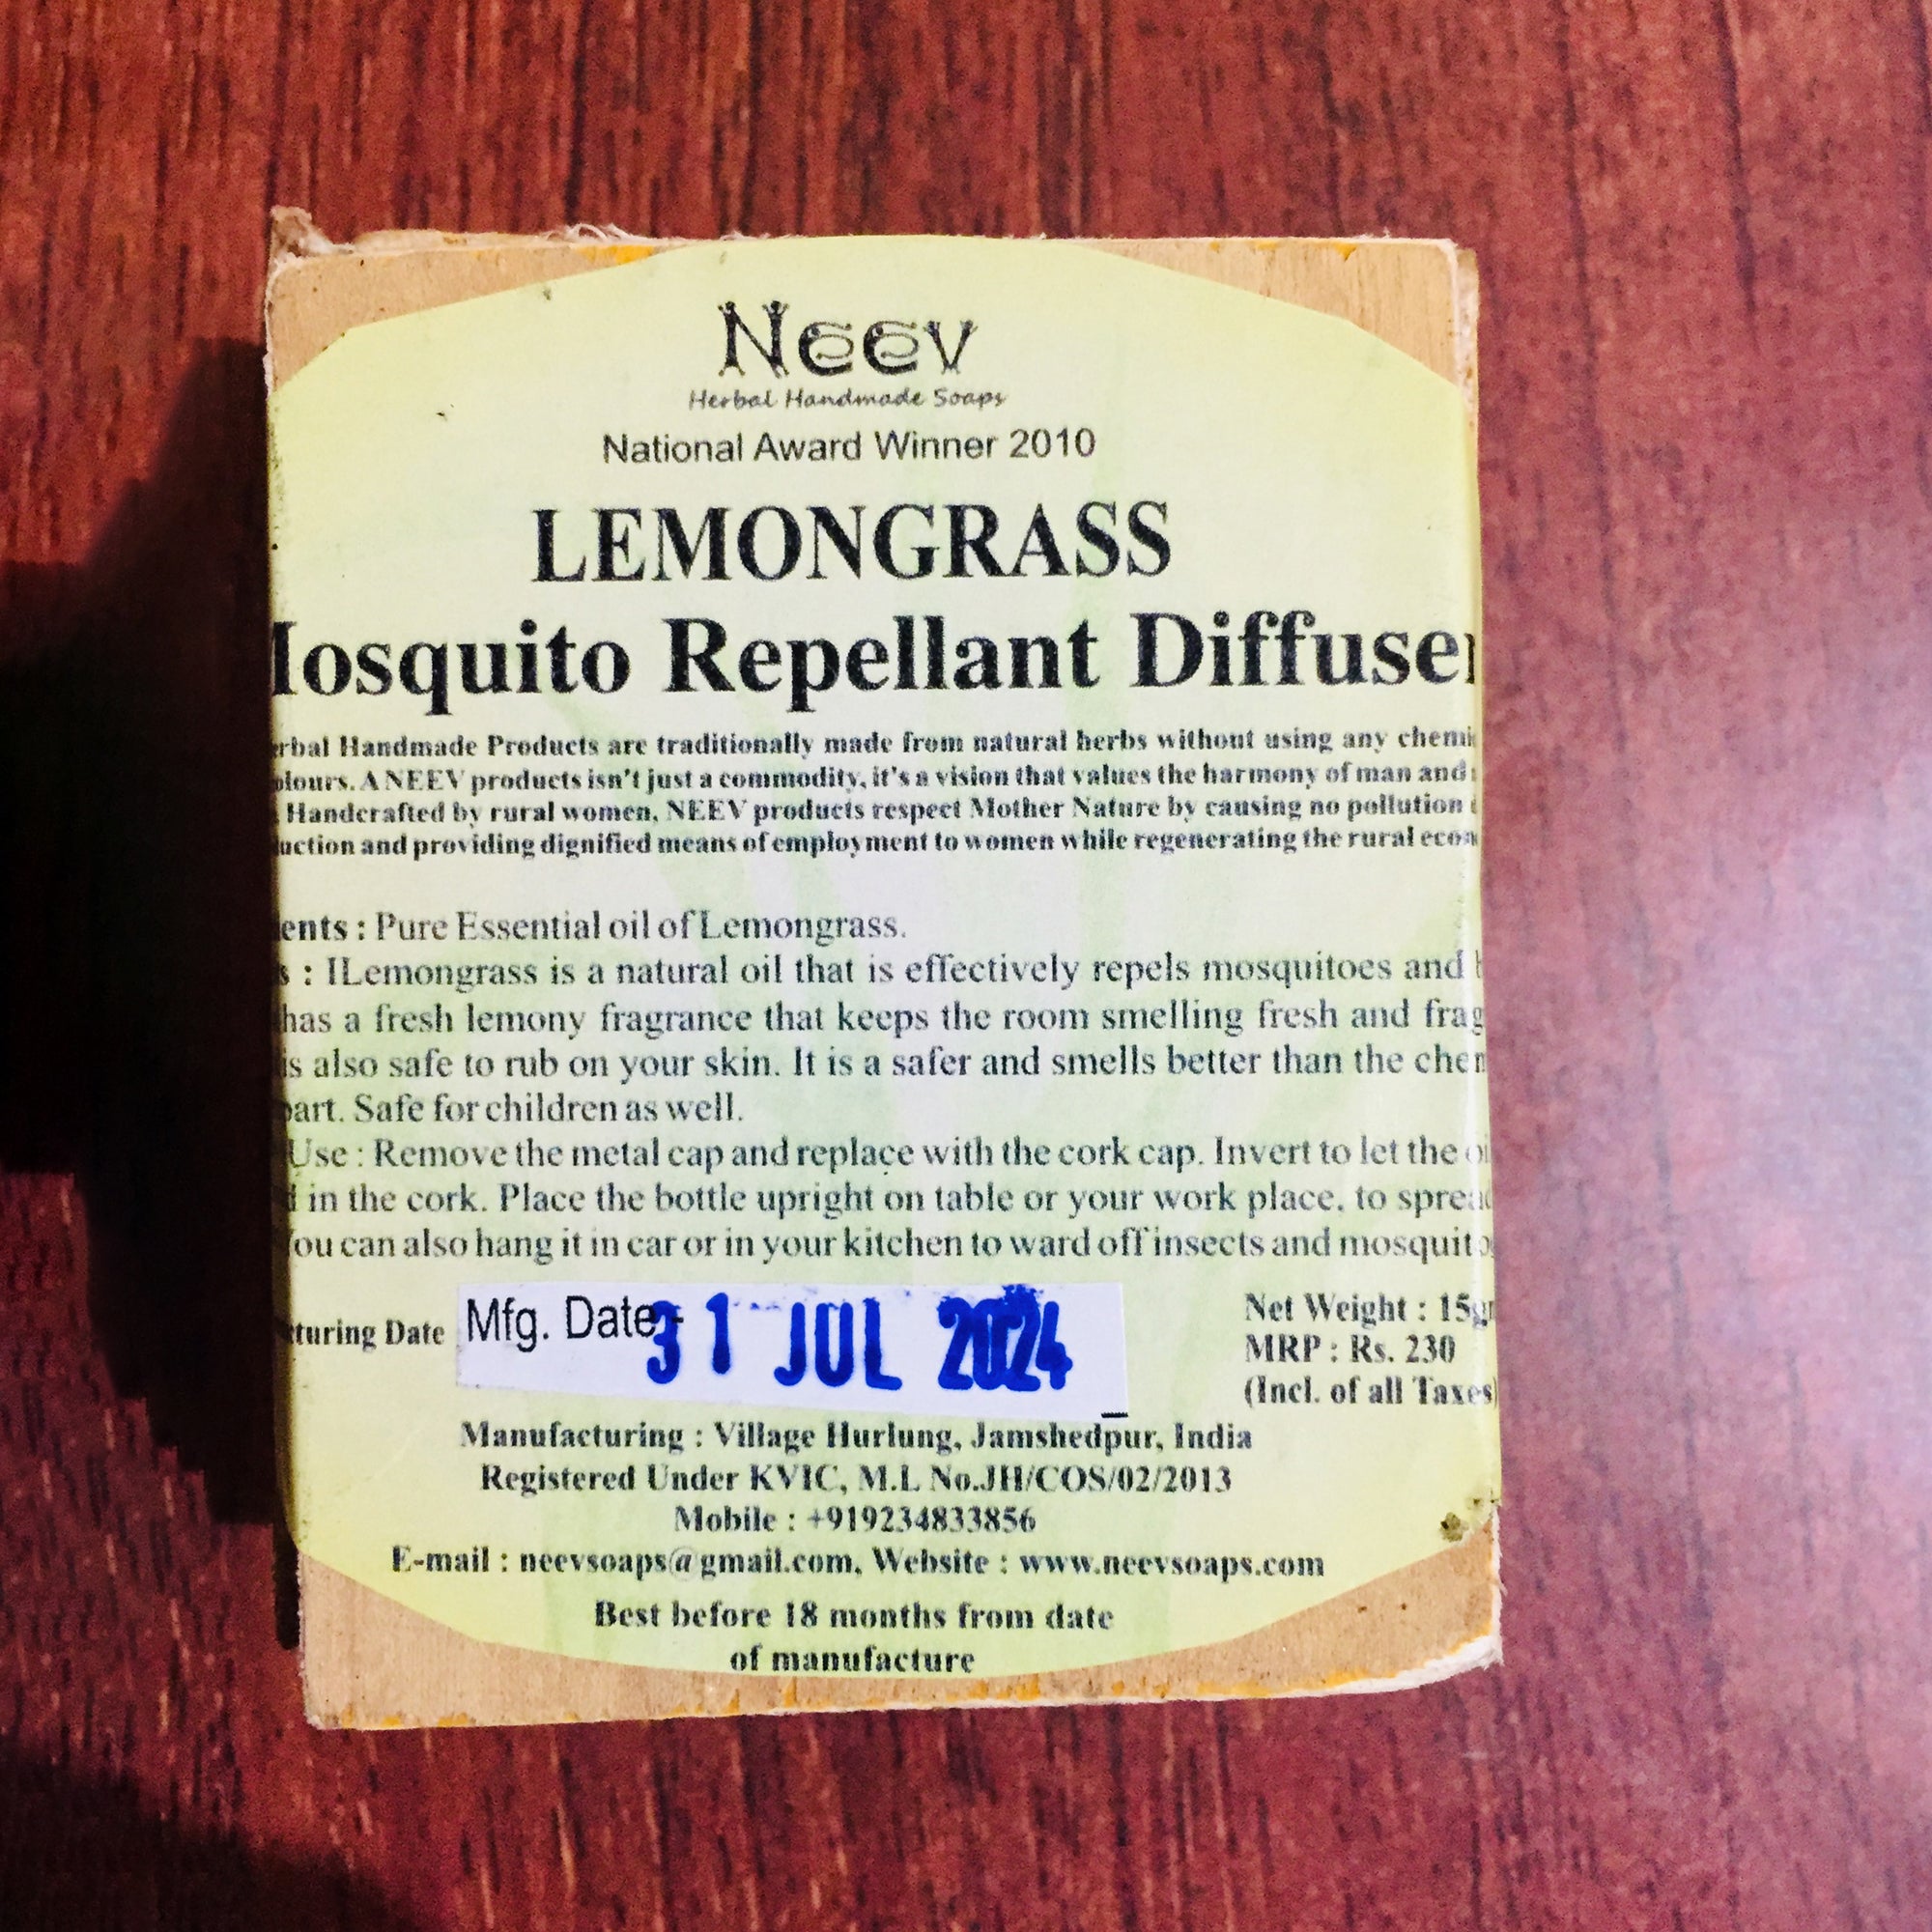 Neev
Herbal Handmade Soaps
National Award Winner 2010
LEMONGRASS
Mosquito Repellant Diffuser
rbal Handmade Products are traditionally made from natural herbs without using any chemi
olours. A NEEV products isn't just a commodity, it's a vision that values the harmony of man and
Handcrafted by rural women, NEEV products respect Mother Nature by causing no pollution
uction and providing dignified means of employment to women while regenerating the rural econ
ents : Pure Essential oil of Lemongrass.
s : ILemongrass is a natural oil that is effectively repels mosquitoes and
has a fresh lemony fragrance that keeps the room smelling fresh and frag
is also safe to rub on your skin. It is a safer and smells better than the chem
part. Safe for children as well.
Use : Remove the metal cap and replace with the cork cap. Invert to let the oi
d in the cork. Place the bottle upright on table or your work place, to sprea
You can also hang it in car or in your kitchen to ward off insects and mosquito
turing Date Mfg. Date:- 31 JUL 2024
Net Weight : 15gr
MRP : Rs. 230
(Incl. of all Taxes)
Manufacturing : Village Hurlung, Jamshedpur, India
Registered Under KVIC, M.L No.JH/COS/02/2013
Mobile : +919234833856
E-mail : neevsoaps@gmail.com, Website : www.neevsoaps.com
Best before 18 months from date
of manufacture